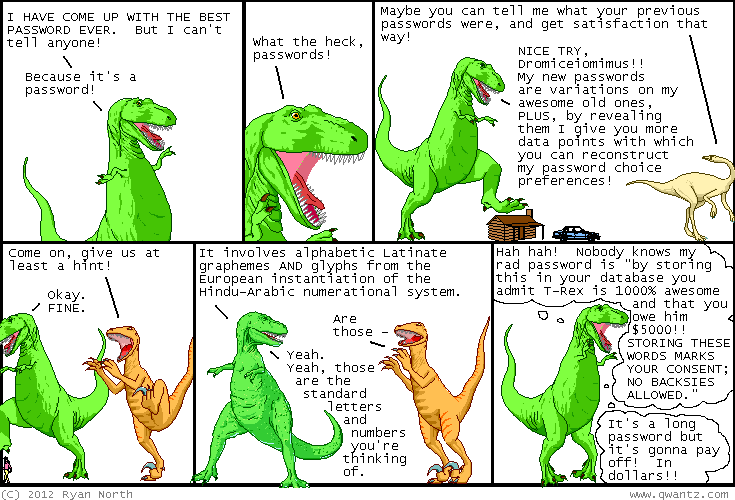 I HAVE COME UP WITH THE BEST
PASSWORD EVER.  But I can't
tell anyone!
Because it's a
password!
What the heck,
passwords!
Maybe you can tell me what your previous
passwords were, and get satisfaction that
way!
NICE TRY,
Dromiceiomimus!!
My new passwords
are variations on my
awesome old ones,
PLUS, by revealing
them I give you more
data points with which
you can reconstruct
my password choice
preferences!
Come on, give us at
least a hint!
Okay.
FINE.
It involves alphabetic Latinate
graphemes AND glyphs from the
European instantiation of the
Hindu-Arabic numerational system.
Are
those -
Yeah.
Yeah, those
are the
standard
letters
and
numbers
you're
thinking
of.
Hah hah!  Nobody knows my
rad password is "by storing
this in your database you
admit T-Rex is 1000% awesome
and that you
owe him
$5000!!
STORING THESE
WORDS MARKS
YOUR CONSENT;
NO BACKSIES
ALLOWED."
It's a long
password but
it's gonna pay
off!  In
dollars!!
(C) 2012 Ryan North
www.qwantz.com